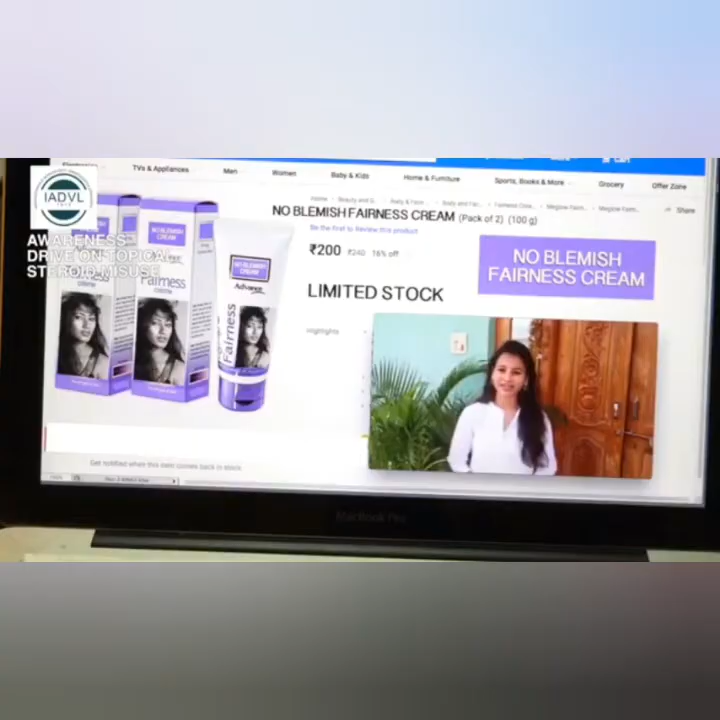 IADVL
AWARENESS
DRIVE ON TOPICAL
STEROID MISUSE
TVs & Appliances
Men
Women
Baby & Kids
Home & Furniture
Sports, Books & More
Grocery
Offer Zone
Share
NO BLEMISH FAIRNESS CREAM (Pack of 2) (100 g)
Be the first to Review this product
₹200 ₹240 16% off
NO BLEMISH
FAIRNESS CREAM
LIMITED STOCK
Highlights
NO BLEMISH
CREAM
Fairness
NO BLEMISH
CREAM
Advance
Fairness
Get notified when this item comes back in stock
MacBook Pro